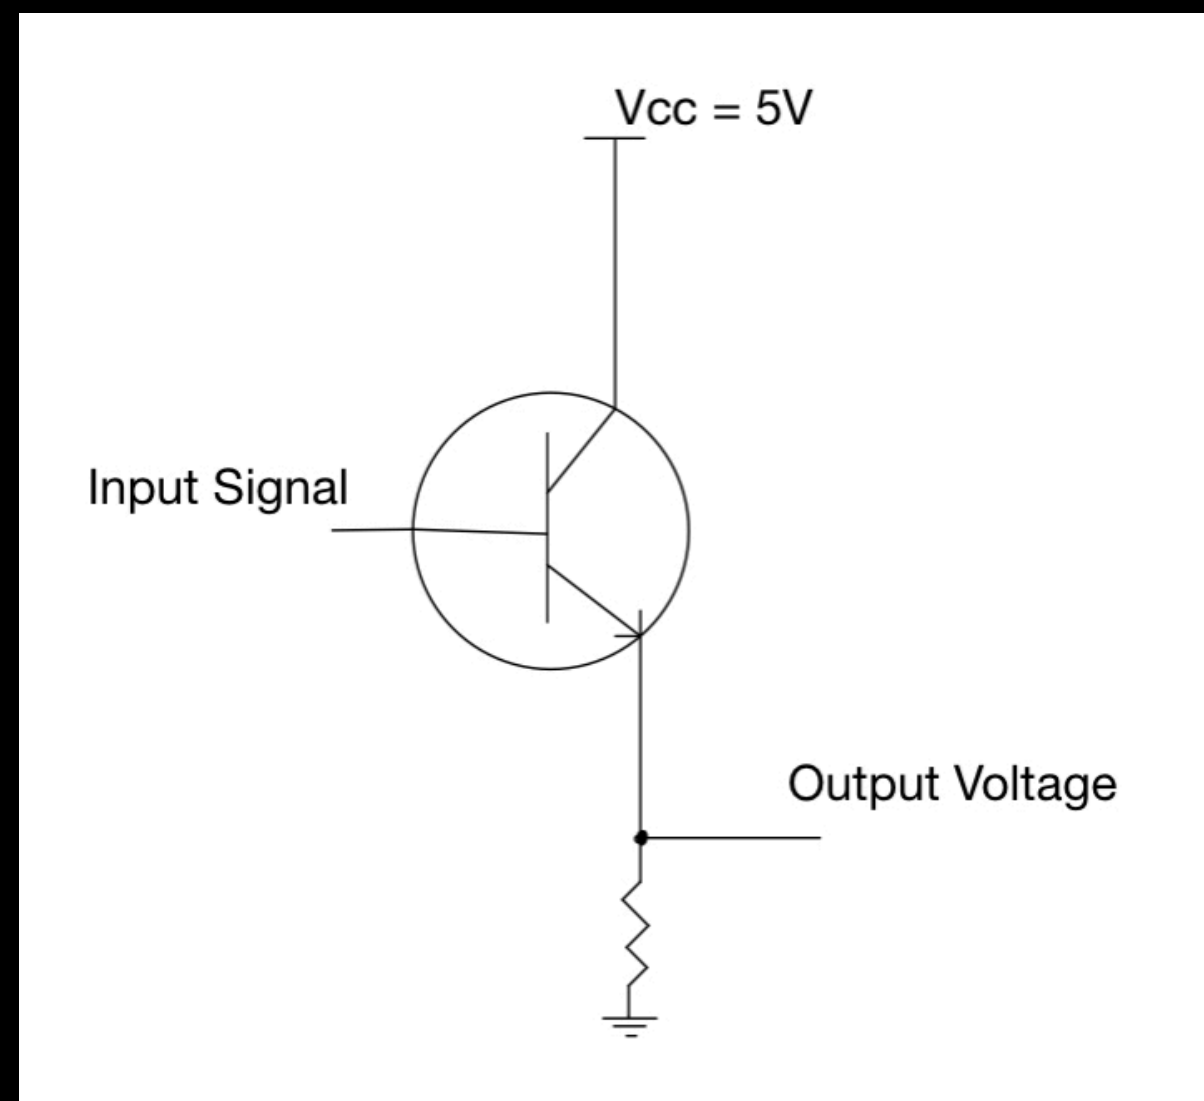 Vcc = 5V
Input Signal
Output Voltage